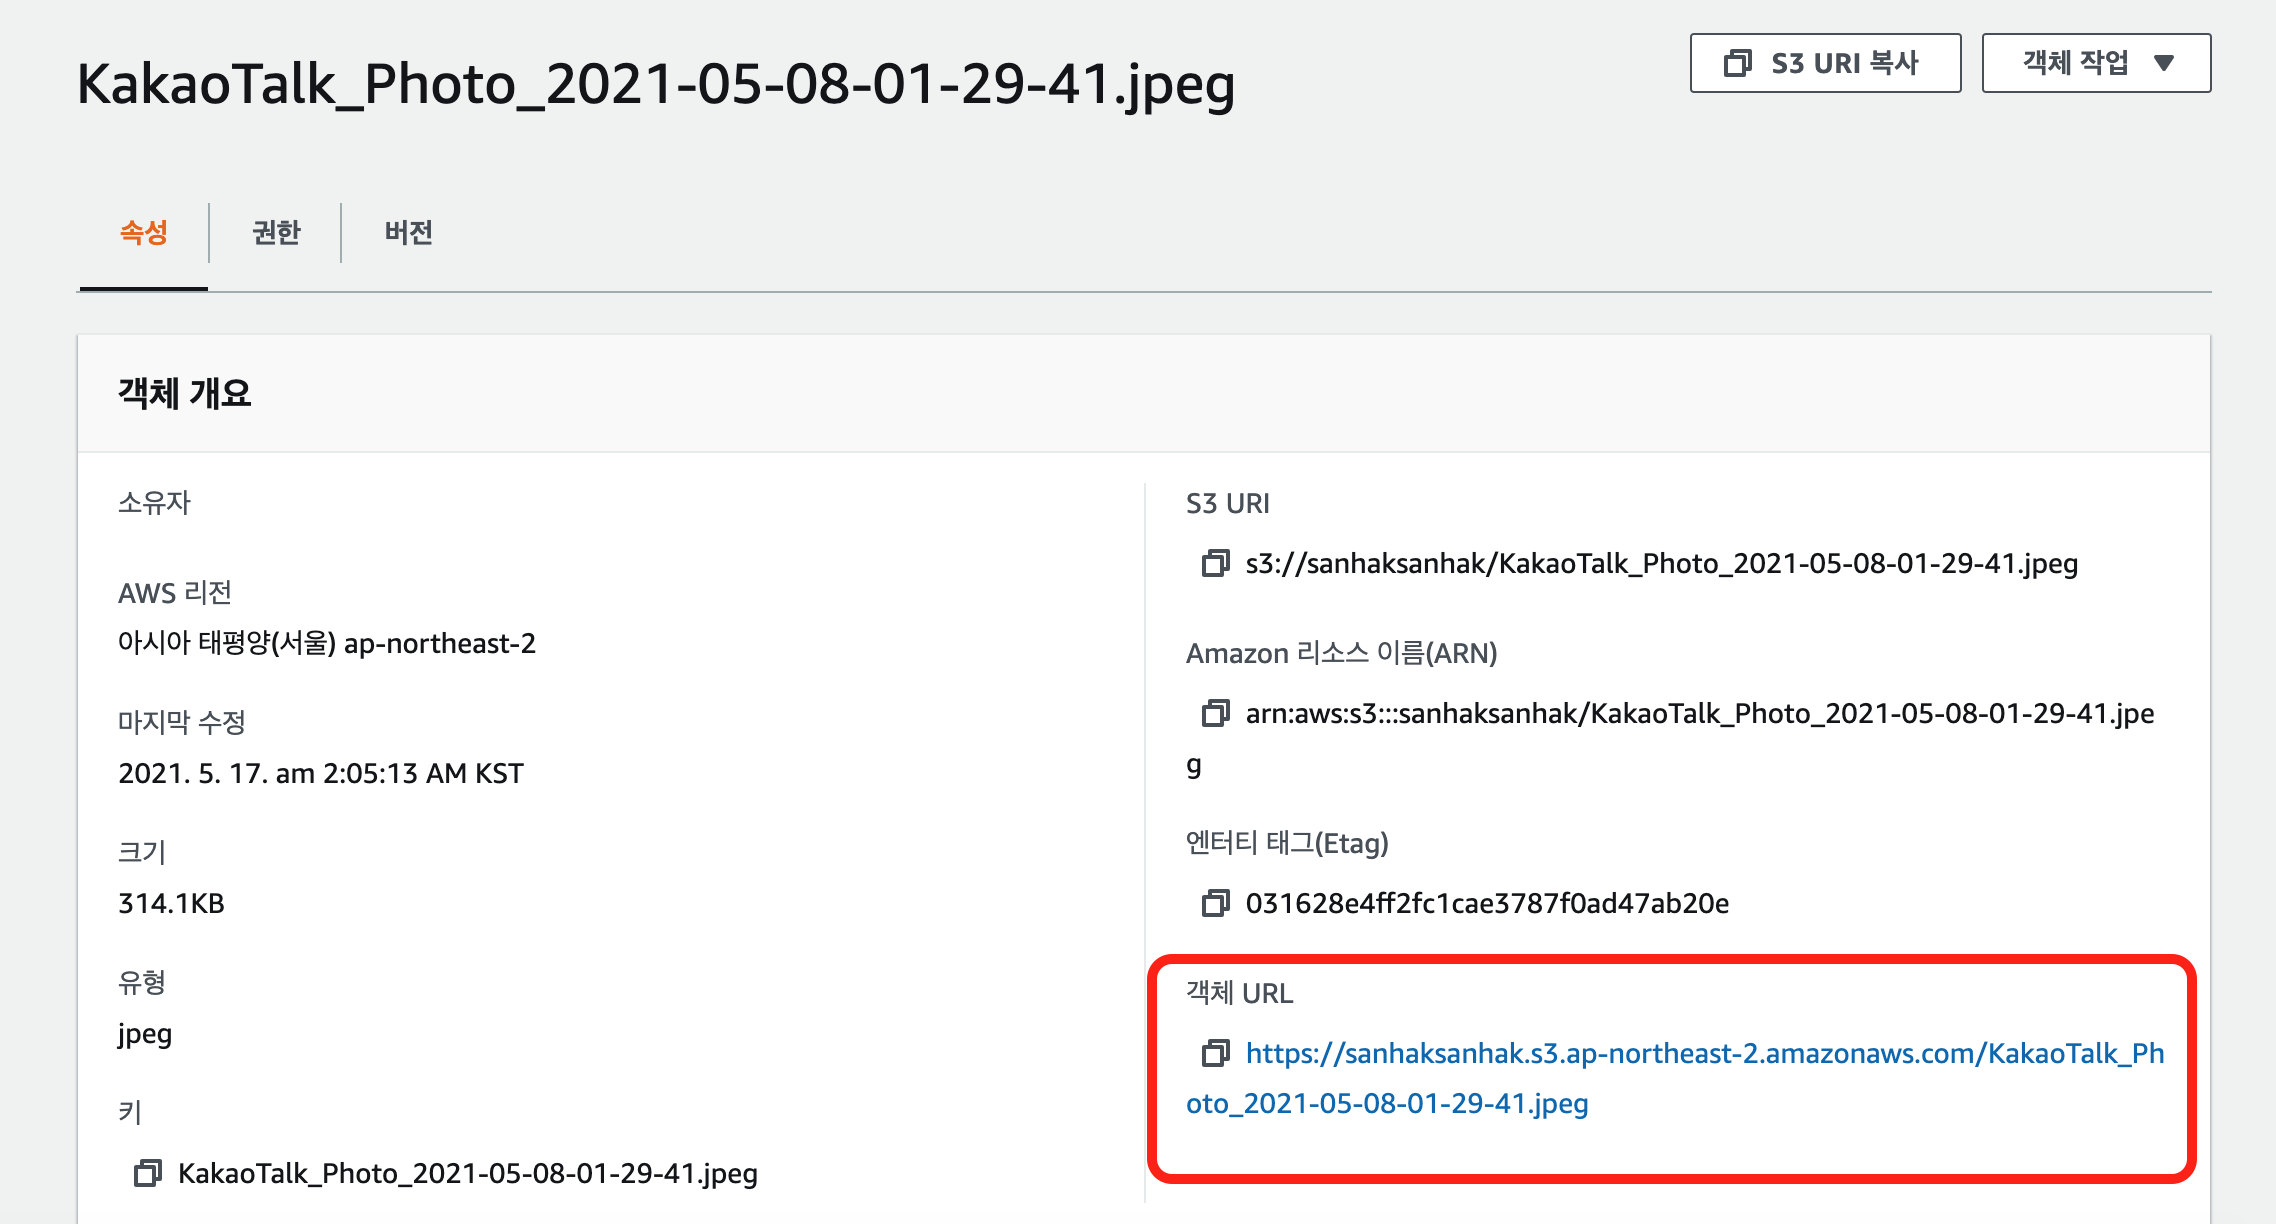 KakaoTalk_Photo_2021-05-08-01-29-41.jpeg
S3 URI 복사
객체 작업
속성
권한
버전
객체 개요
소유자
AWS 리전
아시아 태평양(서울) ap-northeast-2
마지막 수정
2021. 5. 17. am 2:05:13 AM KST
크기
314.1KB
유형
jpeg
키
KakaoTalk_Photo_2021-05-08-01-29-41.jpeg
S3 URI
s3://sanhaksanhak/KakaoTalk_Photo_2021-05-08-01-29-41.jpeg
Amazon 리소스 이름(ARN)
arn:aws:s3:::sanhaksanhak/KakaoTalk_Photo_2021-05-08-01-29-41.jpe
g
엔터티 태그(Etag)
031628e4ff2fc1cae3787f0ad47ab20e
객체 URL
https://sanhaksanhak.s3.ap-northeast-2.amazonaws.com/KakaoTalk_Ph
oto_2021-05-08-01-29-41.jpeg